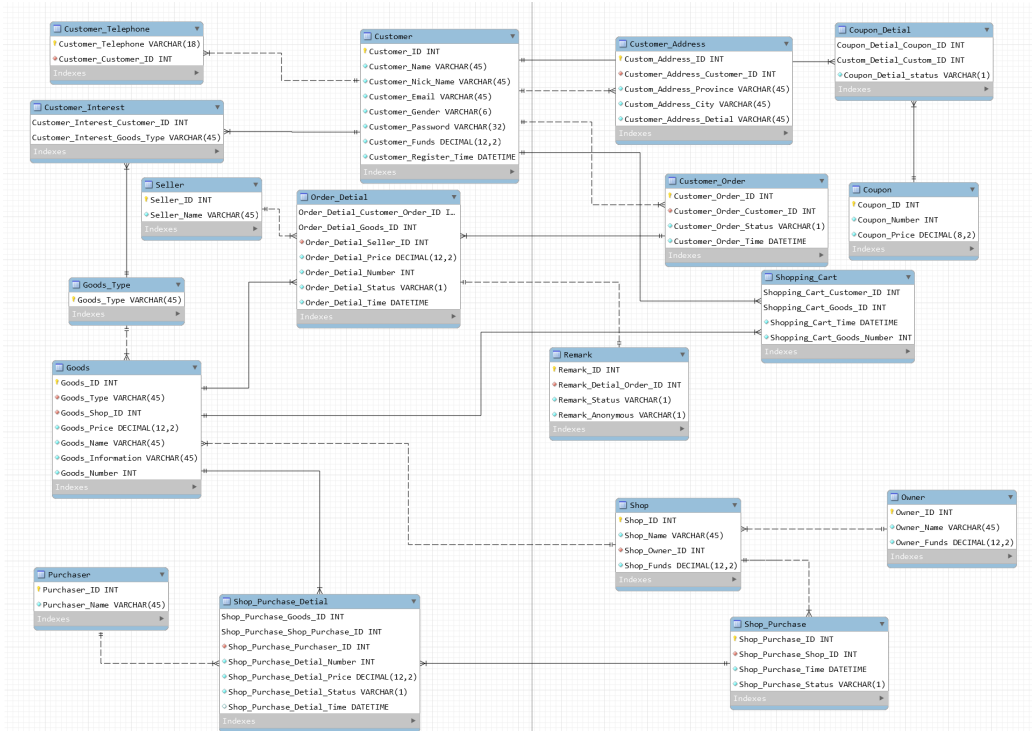 Customer_Telephone
Customer_Telephone VARCHAR(18)
Customer_Customer_ID INT
Indexes
Customer
Customer_ID INT
Customer_Name VARCHAR(45)
Customer_Nick_Name VARCHAR(45)
Customer_Email VARCHAR(45)
Customer_Gender VARCHAR(6)
Customer_Password VARCHAR(32)
Customer_Funds DECIMAL(12,2)
Customer_Register_Time DATETIME
Indexes
Customer_Address
Custom_Address_ID INT
Customer_Address_Customer_ID INT
Custom_Address_Province VARCHAR(45)
Custom_Address_City VARCHAR(45)
Customer_Address_Detial VARCHAR(45)
Indexes
Coupon_Detial
Coupon_Detial_Coupon_ID INT
Custom_Detial_Custom_ID INT
Coupon_Detial_status VARCHAR(1)
Indexes
Customer_Interest
Customer_Interest_Customer_ID INT
Customer_Interest_Goods_Type VARCHAR(45)
Indexes
Seller
Seller_ID INT
Seller_Name VARCHAR(45)
Indexes
Order_Detial
Order_Detial_Customer_Order_ID I...
Order_Detial_Goods_ID INT
Order_Detial_Seller_ID INT
Order_Detial_Price DECIMAL(12,2)
Order_Detial_Number INT
Order_Detial_Status VARCHAR(1)
Order_Detial_Time DATETIME
Indexes
Customer_Order
Customer_Order_ID INT
Customer_Order_Customer_ID INT
Customer_Order_Status VARCHAR(1)
Customer_Order_Time DATETIME
Indexes
Coupon
Coupon_ID INT
Coupon_Number INT
Coupon_Price DECIMAL(8,2)
Indexes
Goods_Type
Goods_Type VARCHAR(45)
Indexes
Shopping_Cart
Shopping_Cart_Customer_ID INT
Shopping_Cart_Goods_ID INT
Shopping_Cart_Time DATETIME
Shopping_Cart_Goods_Number INT
Indexes
Goods
Goods_ID INT
Goods_Type VARCHAR(45)
Goods_Shop_ID INT
Goods_Price DECIMAL(12,2)
Goods_Name VARCHAR(45)
Goods_Information VARCHAR(45)
Goods_Number INT
Indexes
Remark
Remark_ID INT
Remark_Detial_Order_ID INT
Remark_Status VARCHAR(1)
Remark_Anonymous VARCHAR(1)
Indexes
Shop
Shop_ID INT
Shop_Name VARCHAR(45)
Shop_Owner_ID INT
Shop_Funds DECIMAL(12,2)
Indexes
Owner
Owner_ID INT
Owner_Name VARCHAR(45)
Owner_Funds DECIMAL(12,2)
Indexes
Purchaser
Purchaser_ID INT
Purchaser_Name VARCHAR(45)
Indexes
Shop_Purchase_Detial
Shop_Purchase_Goods_ID INT
Shop_Purchase_Shop_Purchase_ID INT
Shop_Purchase_Purchaser_ID INT
Shop_Purchase_Detial_Number INT
Shop_Purchase_Detial_Price DECIMAL(12,2)
Shop_Purchase_Detial_Status VARCHAR(1)
Shop_Purchase_Detial_Time DATETIME
Indexes
Shop_Purchase
Shop_Purchase_ID INT
Shop_Purchase_Shop_ID INT
Shop_Purchase_Time DATETIME
Shop_Purchase_Status VARCHAR(1)
Indexes